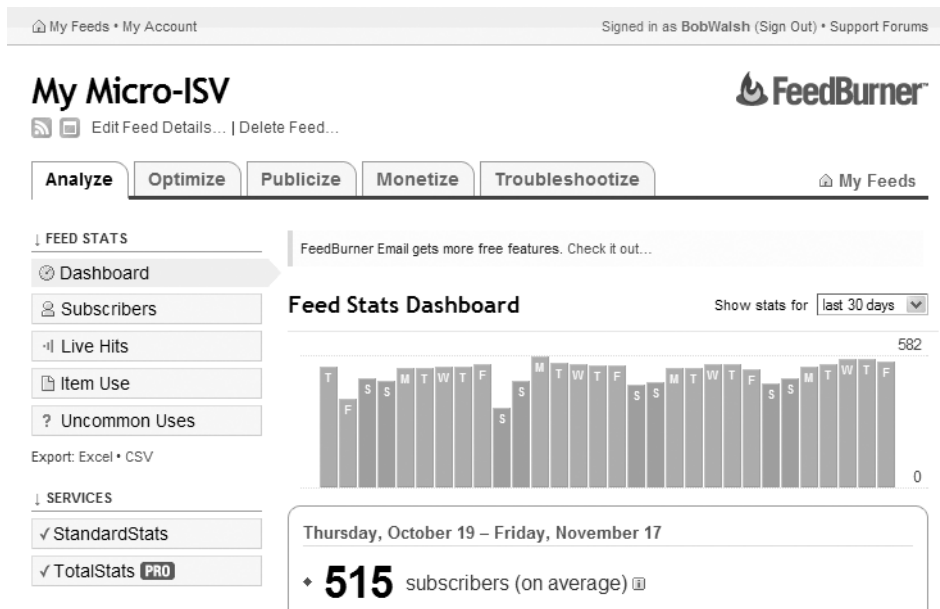 My Feeds • My Account
Signed in as BobWalsh (Sign Out) • Support Forums
My Micro-ISV
FeedBurner™
Edit Feed Details... | Delete Feed...
Analyze
Optimize
Publicize
Monetize
Troubleshootize
My Feeds
↓ FEED STATS
Dashboard
Subscribers
Live Hits
Item Use
? Uncommon Uses
Export: Excel • CSV
↓ SERVICES
✓ StandardStats
✓ TotalStats PRO
FeedBurner Email gets more free features. Check it out...
Feed Stats Dashboard
Show stats for last 30 days
582
T F S S M T W T F S S M T W T F S S M T W T F S S M T W T F
0
Thursday, October 19 – Friday, November 17
515 subscribers (on average)